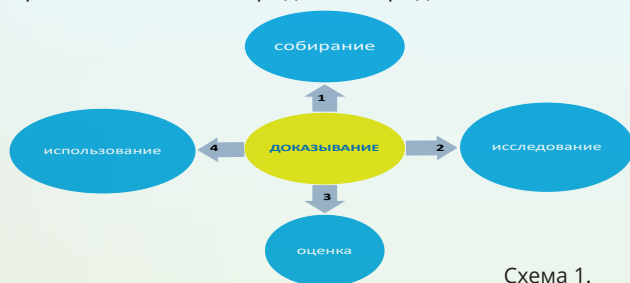 собирание
1
использование
4
ДОКАЗЫВАНИЕ
2
исследование
3
оценка
Схема 1.